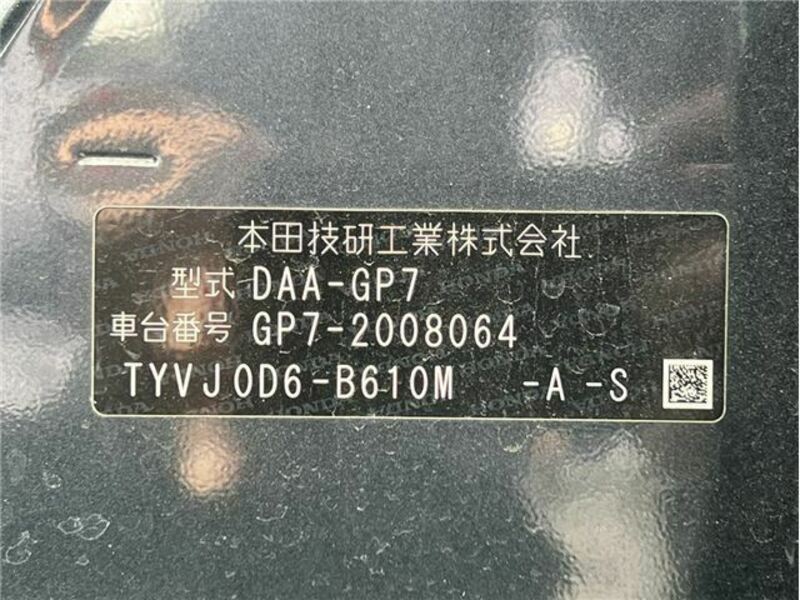 本田技研工業株式会社
型式 DAA-GP7
車台番号 GP7-2008064
TYVJ0D6-B610M -A -S